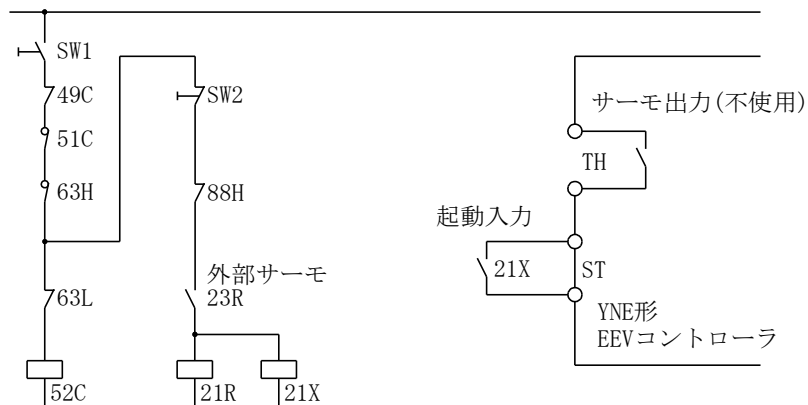 SW1
49C
51C
63H
63L
52C
SW2
88H
外部サーモ
23R
21R
21X
サーモ出力(不使用)
TH
起動入力
21X
ST
YNE形
EEVコントローラ